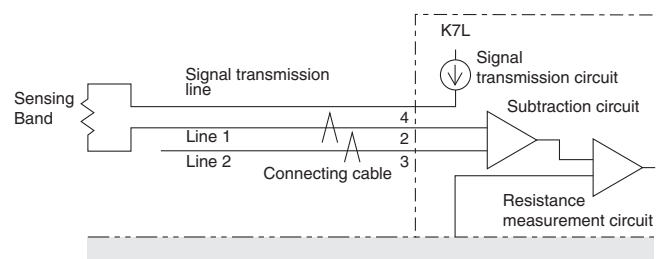 K7L
Signal
transmission circuit
Signal transmission
line
Sensing
Band
Subtraction circuit
4
Line 1
2
Line 2
3
Connecting cable
Resistance
measurement circuit